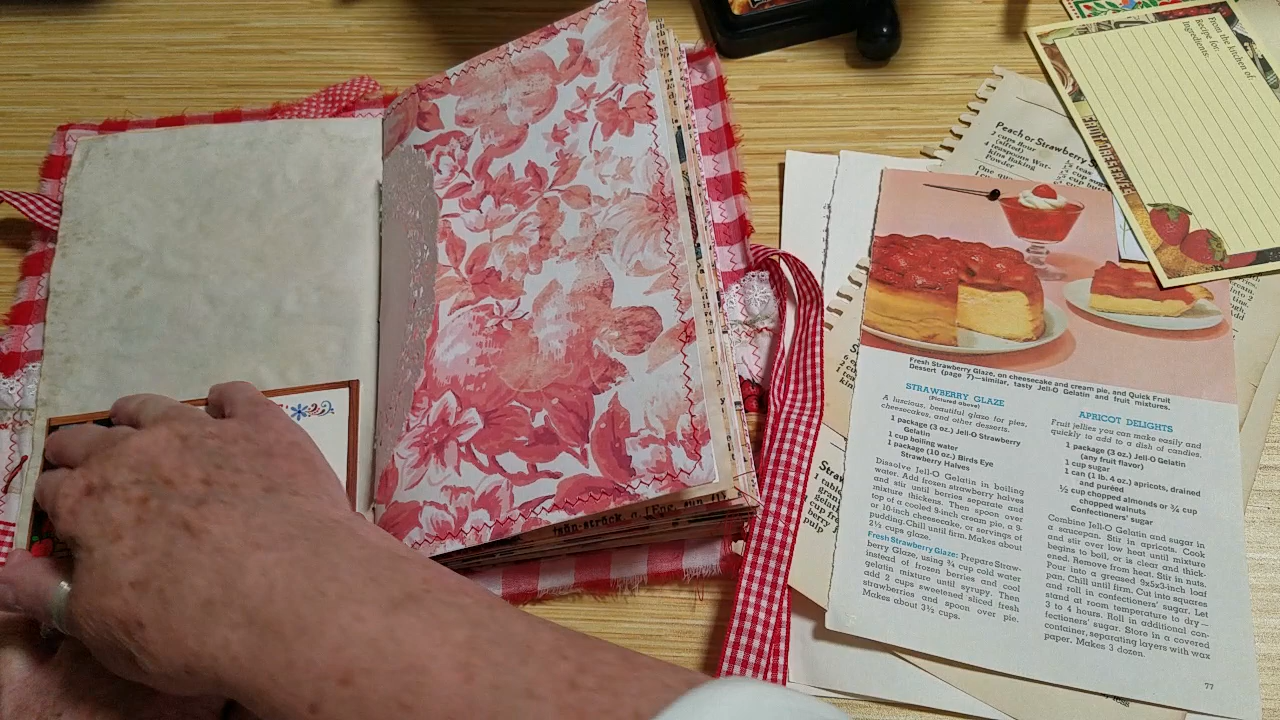 From the kitchen of:
Recipe for:
Ingredients:
FRUIT PRESERVES
Peach or Strawberry S
2 cups flour
(sifted)
4 teaspoons
kins Baking
Powder
One
Fresh Strawberry Glaze, on cheesecake and cream pie, and Quick Fruit
Dessert (page 7)—similar, tasty Jell-O Gelatin and fruit mixtures.
STRAWBERRY GLAZE
(Pictured above)
A luscious, beautiful glaze for pies,
cheesecakes, and other desserts.
1 package (3 oz.) Jell-O Strawberry
Gelatin
1 cup boiling water
1 package (10 oz.) Birds Eye
Strawberry Halves
Dissolve Jell-O Gelatin in boiling
water. Add frozen strawberry halves
and stir until berries separate and
mixture thickens. Then spoon over
top of a cooled 9-inch cream pie, a 9-
or 10-inch cheesecake, or servings of
pudding. Chill until firm. Makes about
2½ cups glaze.
Fresh Strawberry Glaze: Prepare Straw-
berry Glaze, using ¾ cup cold water
instead of frozen berries and cool
gelatin mixture until syrupy. Then
add 2 cups sweetened sliced fresh
strawberries and spoon over pie.
Makes about 3½ cups.
APRICOT DELIGHTS
Fruit jellies you can make easily and
quickly to add to a dish of candies.
1 package (3 oz.) Jell-O Gelatin
(any fruit flavor)
1 cup sugar
1 can (1 lb. 4 oz.) apricots, drained
and puréed
½ cup chopped almonds or ¾ cup
chopped walnuts
Confectioners' sugar
Combine Jell-O Gelatin and sugar in
a saucepan. Stir in apricots. Cook
and stir over low heat until mixture
begins to boil, or is clear and thick-
ened. Remove from heat. Stir in nuts.
Pour into a greased 9x5x3-inch loaf
pan. Chill until firm. Cut into squares
and roll in confectioners' sugar. Let
stand at room temperature to dry—
3 to 4 hours. Roll in additional con-
fectioners' sugar. Store in a covered
container, separating layers with wax
paper. Makes 3 dozen.
77